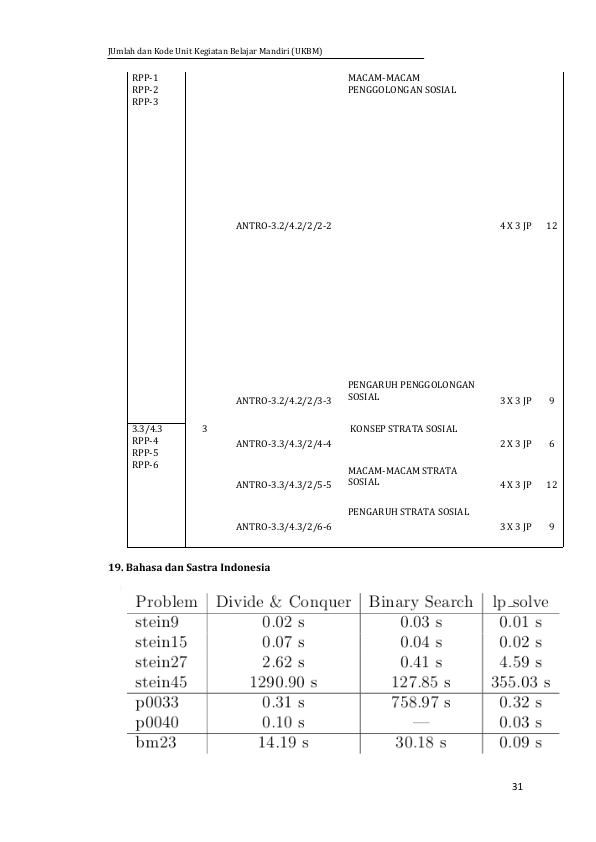 JUmlah dan Kode Unit Kegiatan Belajar Mandiri (UKBM)
RPP-1 MACAM-MACAM
RPP-2 PENGGOLONGAN SOSIAL
RPP-3
ANTRO-3.2/4.2/2/2-2 4 X 3 JP 12
PENGARUH PENGGOLONGAN
SOSIAL
ANTRO-3.2/4.2/2/3-3 3 X 3 JP 9
3.3/4.3 3 KONSEP STRATA SOSIAL
RPP-4
ANTRO-3.3/4.3/2/4-4 2 X 3 JP 6
RPP-5
RPP-6
MACAM-MACAM STRATA
SOSIAL
ANTRO-3.3/4.3/2/5-5 4 X 3 JP 12
PENGARUH STRATA SOSIAL
ANTRO-3.3/4.3/2/6-6 3 X 3 JP 9
19. Bahasa dan Sastra Indonesia
Problem Divide & Conquer Binary Search lp_solve
stein9 0.02 s 0.03 s 0.01 s
stein15 0.07 s 0.04 s 0.02 s
stein27 2.62 s 0.41 s 4.59 s
stein45 1290.90 s 127.85 s 355.03 s
p0033 0.31 s 758.97 s 0.32 s
p0040 0.10 s — 0.03 s
bm23 14.19 s 30.18 s 0.09 s
31